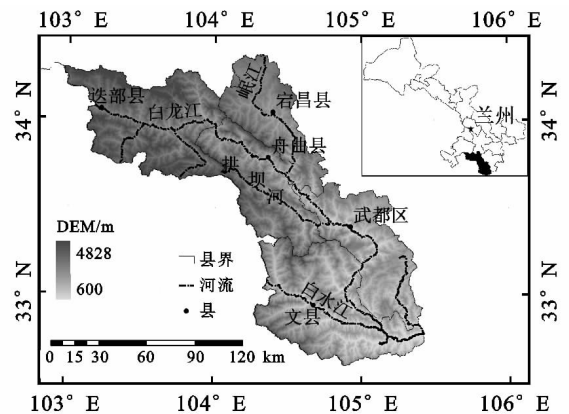 103° E 104° E 105° E 106° E
34° N
33° N
迭部县
白龙江
岷江
宕昌县
舟曲县
拱坝河
武都区
白水江
文县
兰州
DEM/m
4828
600
县界
河流
县
0 15 30 60 90 120 km
34° N
33° N
103° E 104° E 105° E 106° E